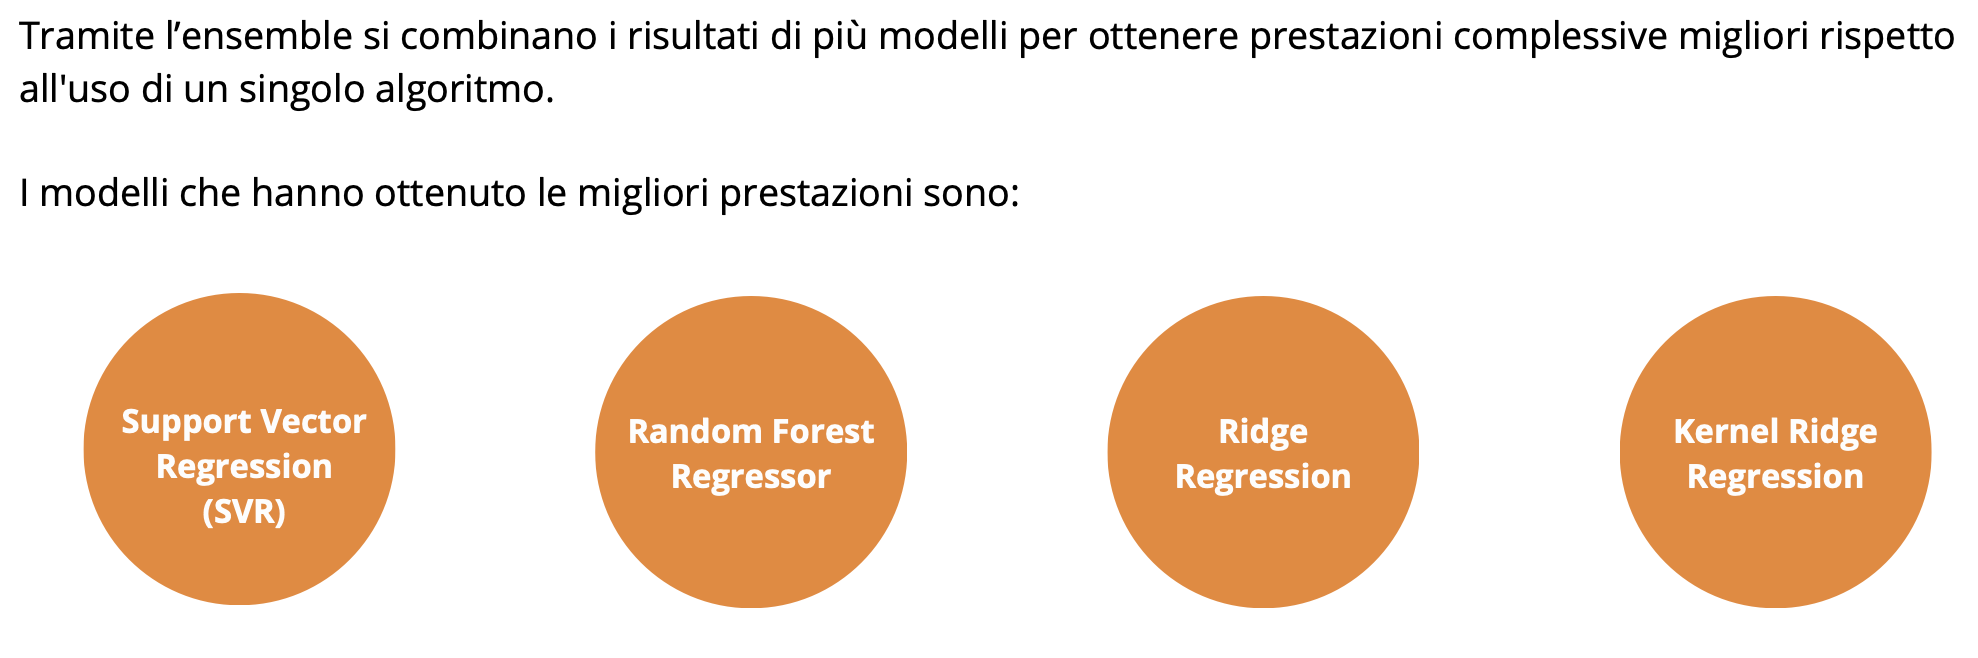 Tramite l’ensemble si combinano i risultati di più modelli per ottenere prestazioni complessive migliori rispetto
all'uso di un singolo algoritmo.
I modelli che hanno ottenuto le migliori prestazioni sono:
Support Vector
Regression
(SVR)
Random Forest
Regressor
Ridge
Regression
Kernel Ridge
Regression